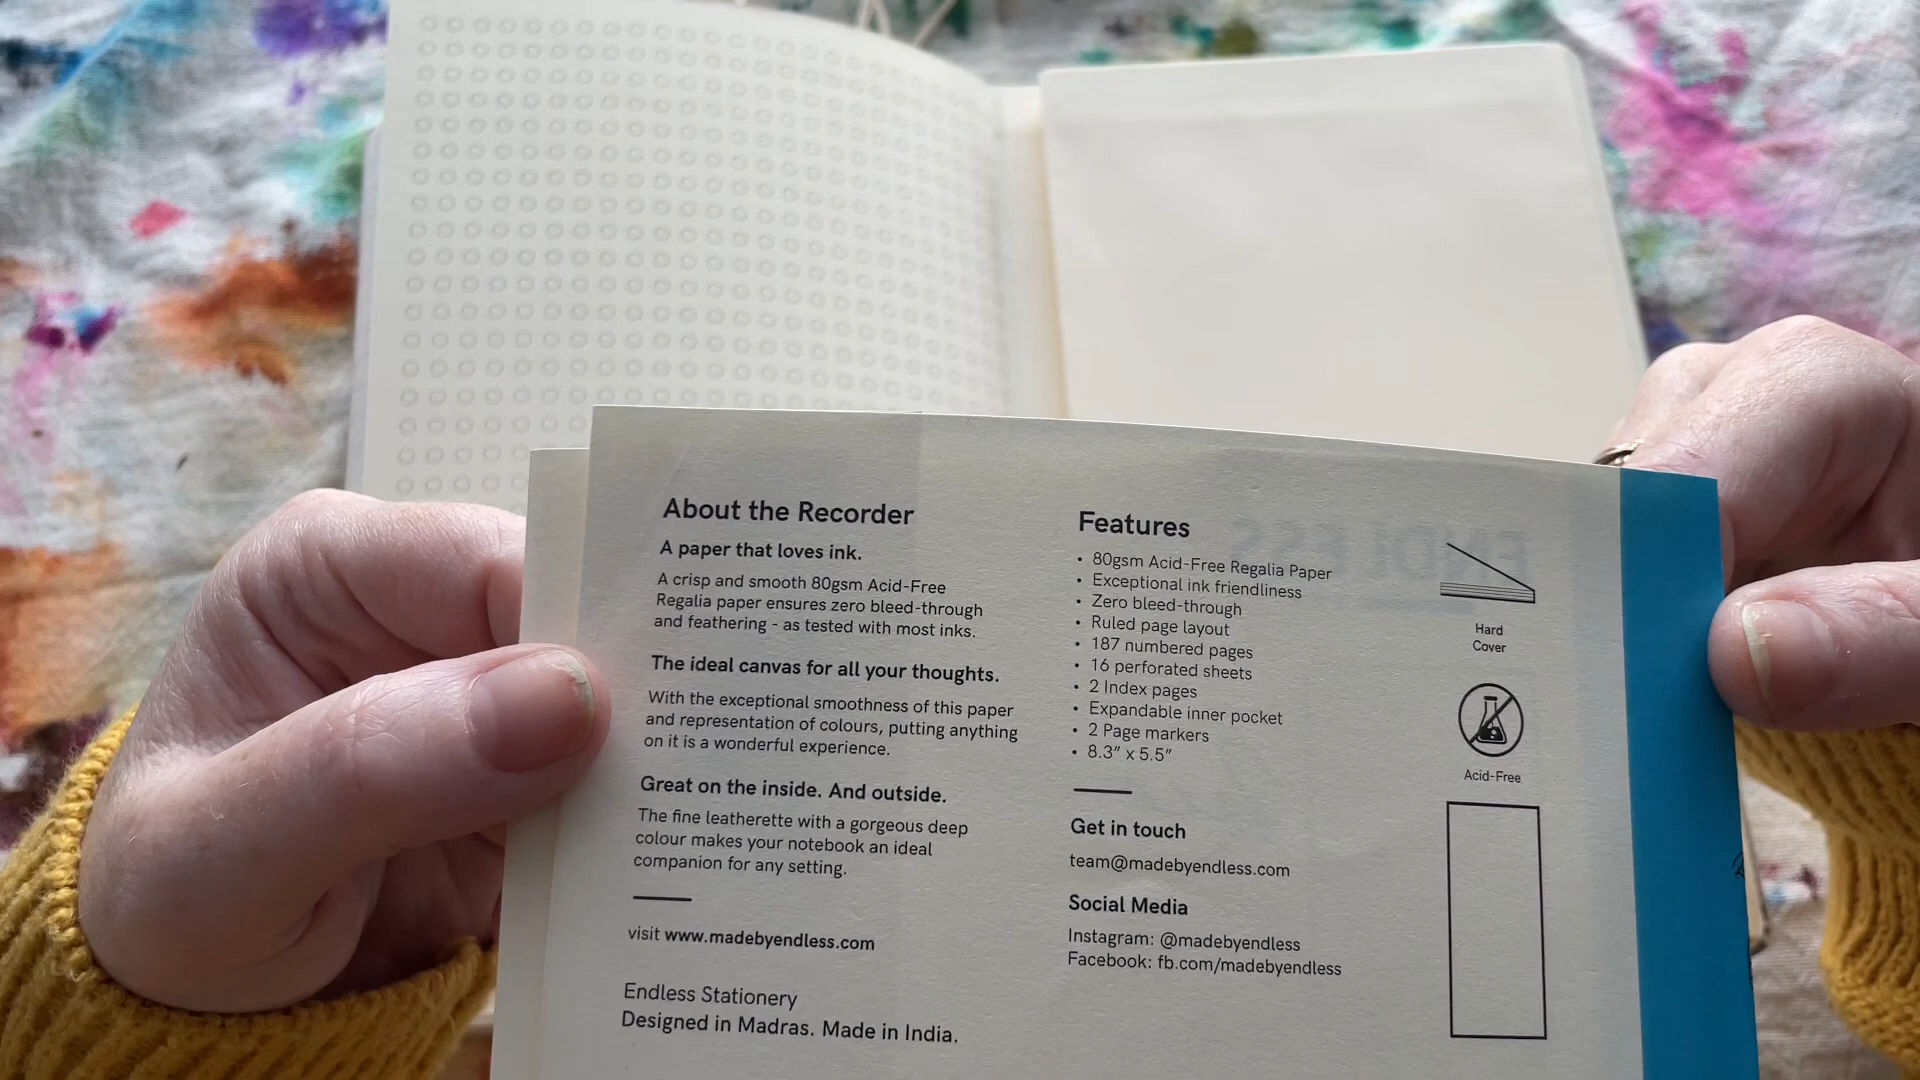 About the Recorder
A paper that loves ink.
A crisp and smooth 80gsm Acid-Free
Regalia paper ensures zero bleed-through
and feathering - as tested with most inks.
The ideal canvas for all your thoughts.
With the exceptional smoothness of this paper
and representation of colours, putting anything
on it is a wonderful experience.
Great on the inside. And outside.
The fine leatherette with a gorgeous deep
colour makes your notebook an ideal
companion for any setting.
visit www.madebyendless.com
Endless Stationery
Designed in Madras. Made in India.
Features
• 80gsm Acid-Free Regalia Paper
• Exceptional ink friendliness
• Zero bleed-through
• Ruled page layout
• 187 numbered pages
• 16 perforated sheets
• 2 Index pages
• Expandable inner pocket
• 2 Page markers
• 8.3” x 5.5”
Get in touch
team@madebyendless.com
Social Media
Instagram: @madebyendless
Facebook: fb.com/madebyendless
Hard
Cover
Acid-Free
ENDLESS